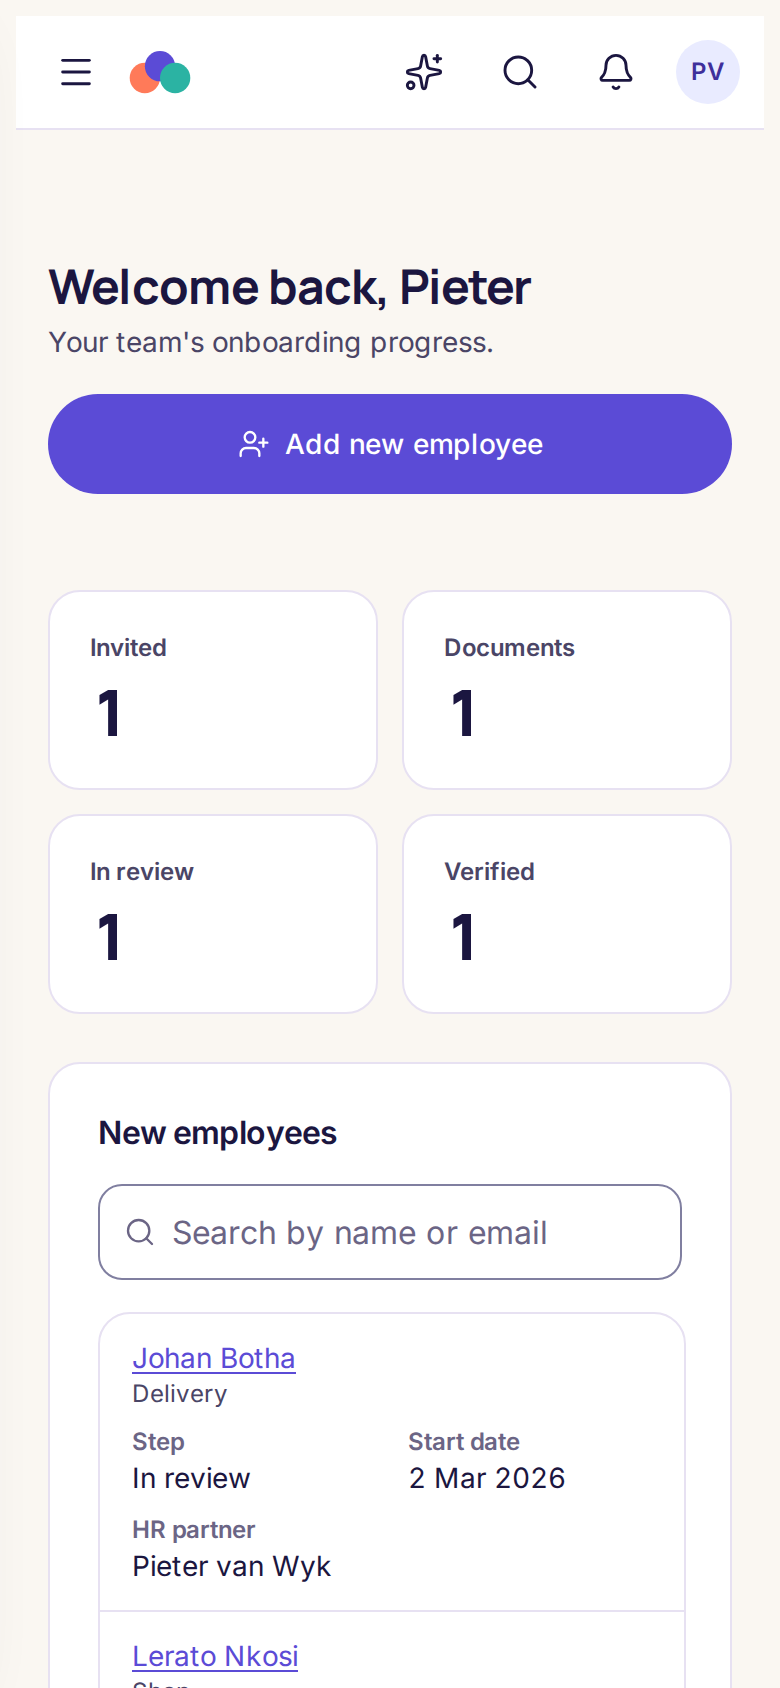 PV
Welcome back, Pieter
Your team's onboarding progress.
Add new employee
Invited
1
Documents
1
In review
1
Verified
1
New employees
Search by name or email
Johan Botha
Delivery
Step
In review
Start date
2 Mar 2026
HR partner
Pieter van Wyk
Lerato Nkosi